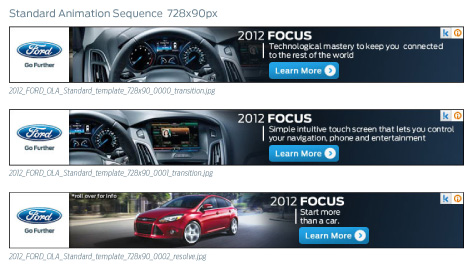 Standard Animation Sequence 728x90px
Ford
Go Further
2012 FOCUS
Technological mastery to keep you connected
to the rest of the world
Learn More
k
2012_FORD_OLA_Standard_template_728x90_0000_transition.jpg
Ford
Go Further
2012 FOCUS
Simple intuitive touch screen that lets you control
your navigation, phone and entertainment
Learn More
k
2012_FORD_OLA_Standard_template_728x90_0001_transition.jpg
*roll over for info
Ford
Go Further
2012 FOCUS
Start more
than a car.
Learn More
k
2012_FORD_OLA_Standard_template_728x90_0002_resolve.jpg